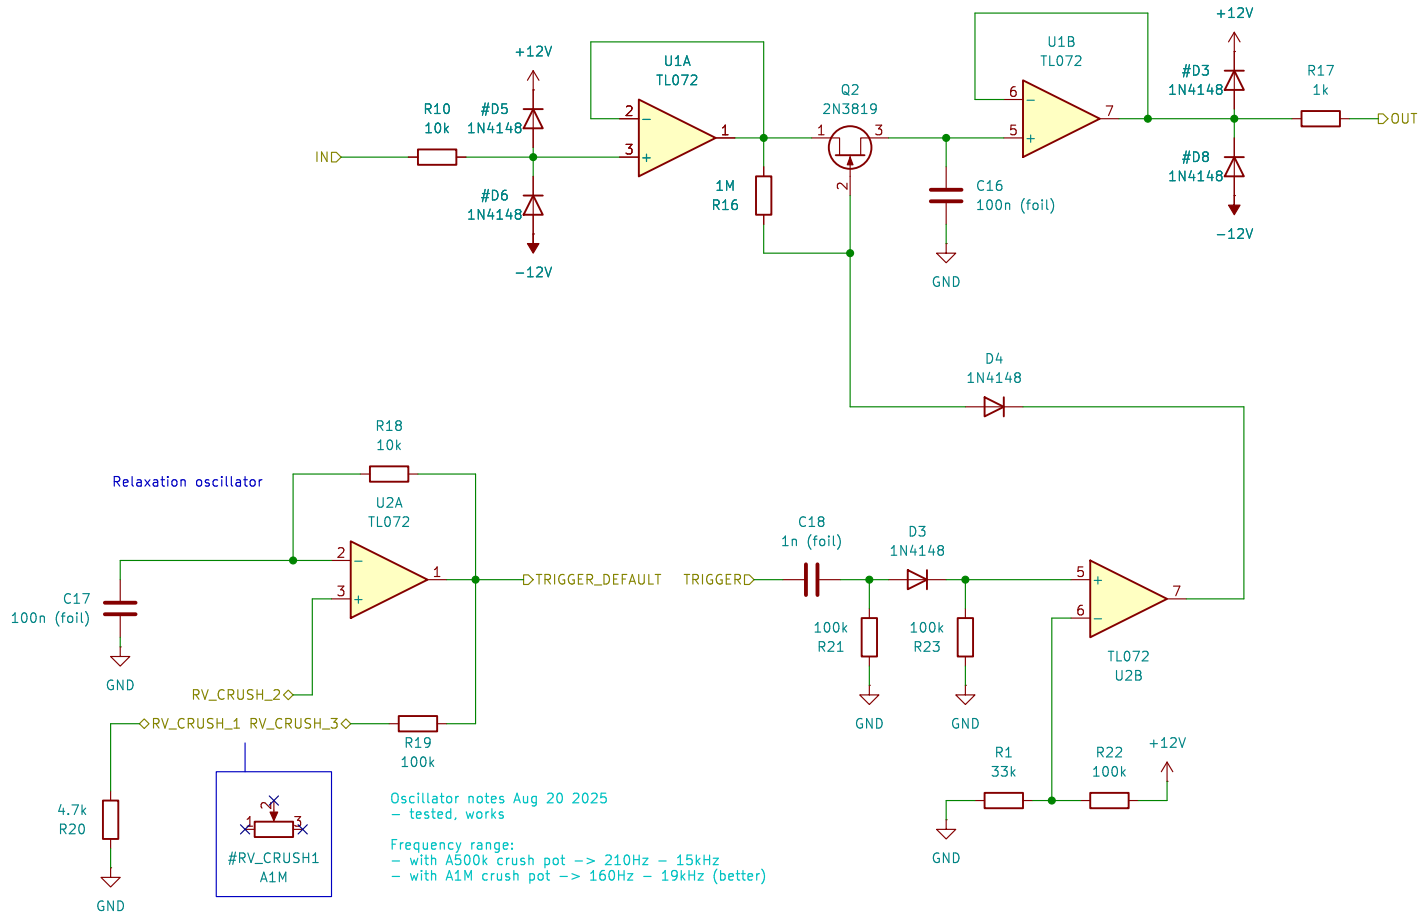 +12V
U1A
TL072
R10
10k
#D5
1N4148
2
−
3
+
1
IN
#D6
1N4148
-12V
1M
R16
Q2
2N3819
1
3
2
C16
100n (foil)
GND
U1B
TL072
6
−
5
+
7
+12V
#D3
1N4148
#D8
1N4148
-12V
R17
1k
OUT
D4
1N4148
Relaxation oscillator
R18
10k
U2A
TL072
2
−
3
+
1
C17
100n (foil)
GND
TRIGGER_DEFAULT
RV_CRUSH_2
RV_CRUSH_1
RV_CRUSH_3
R19
100k
4.7k
R20
GND
1
2
3
#RV_CRUSH1
A1M
Oscillator notes Aug 20 2025
- tested, works
Frequency range:
- with A500k crush pot -> 210Hz - 15kHz
- with A1M crush pot -> 160Hz - 19kHz (better)
TRIGGER
C18
1n (foil)
D3
1N4148
100k
R21
GND
100k
R23
GND
5
+
6
−
7
TL072
U2B
R1
33k
GND
R22
100k
+12V